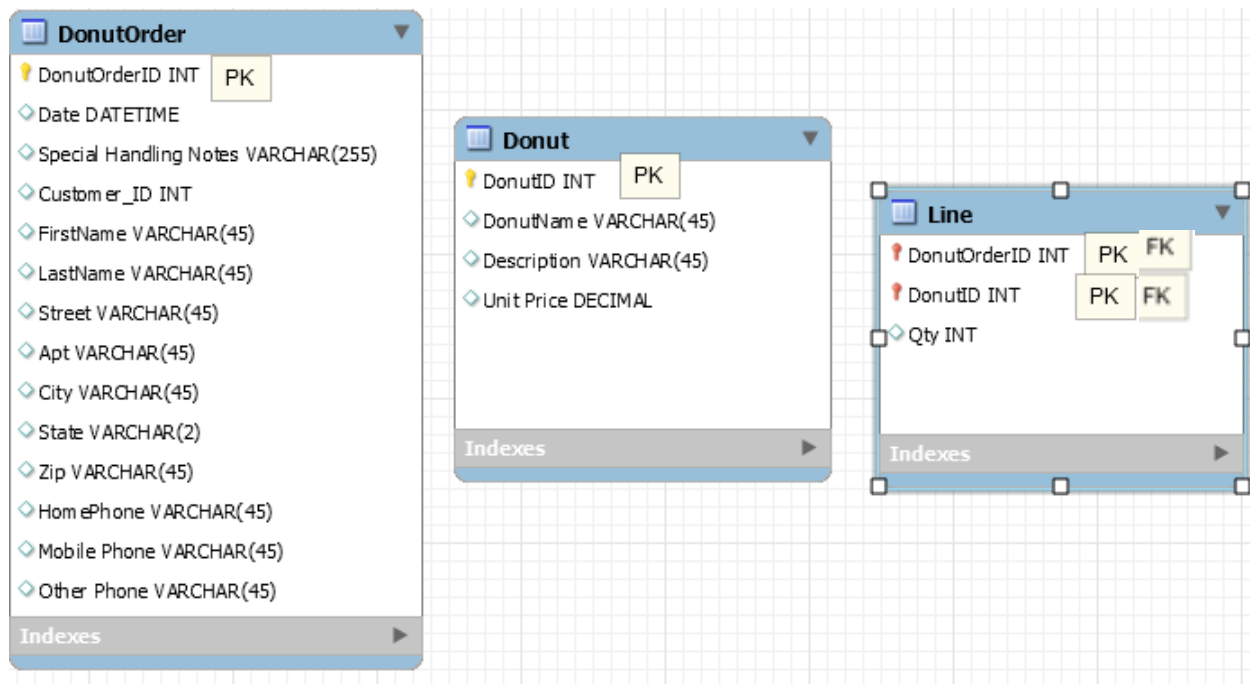 DonutOrder
DonutOrderID INT PK
Date DATETIME
Special Handling Notes VARCHAR(255)
Customer_ID INT
FirstName VARCHAR(45)
LastName VARCHAR(45)
Street VARCHAR(45)
Apt VARCHAR(45)
City VARCHAR(45)
State VARCHAR(2)
Zip VARCHAR(45)
HomePhone VARCHAR(45)
Mobile Phone VARCHAR(45)
Other Phone VARCHAR(45)
Indexes
Donut
DonutID INT PK
DonutName VARCHAR(45)
Description VARCHAR(45)
Unit Price DECIMAL
Indexes
Line
DonutOrderID INT PK FK
DonutID INT PK FK
Qty INT
Indexes